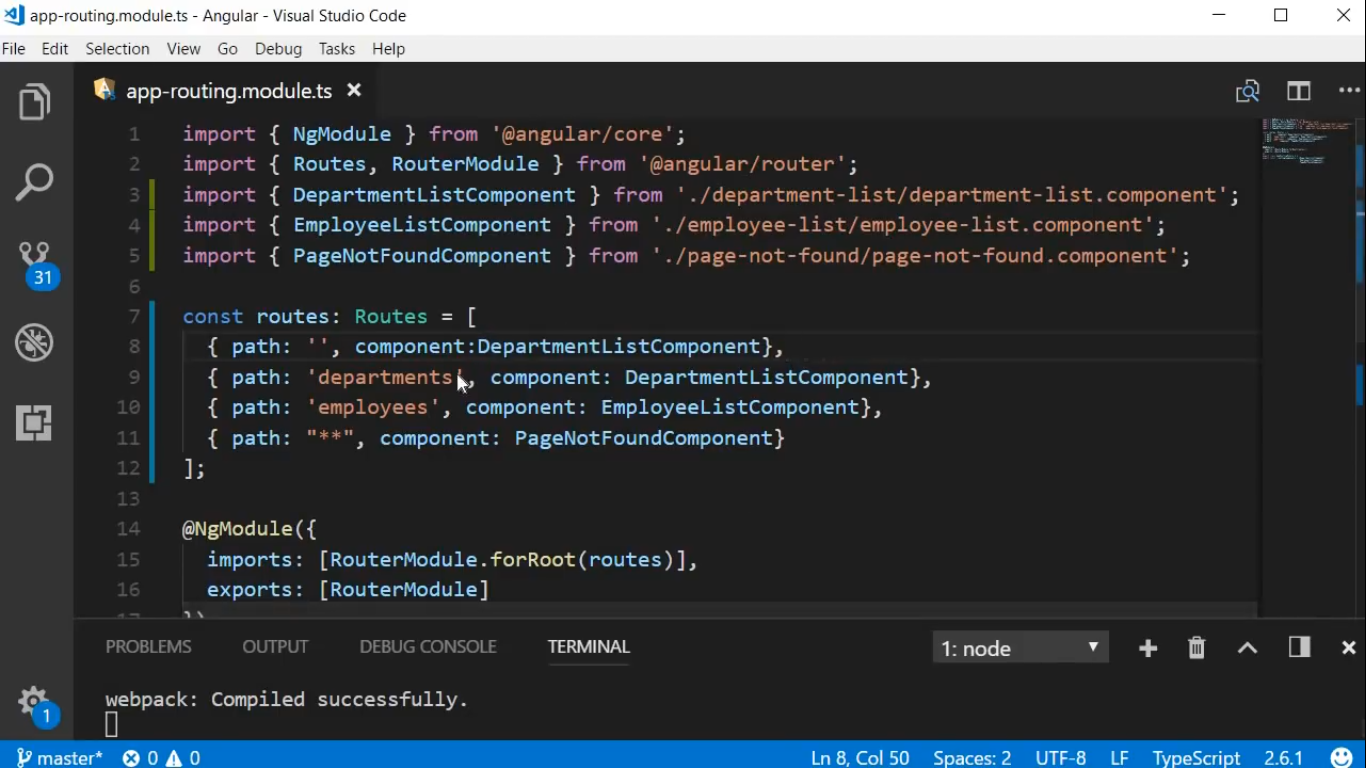 app-routing.module.ts - Angular - Visual Studio Code
File Edit Selection View Go Debug Tasks Help
app-routing.module.ts
1 import { NgModule } from '@angular/core';
2 import { Routes, RouterModule } from '@angular/router';
3 import { DepartmentListComponent } from './department-list/department-list.component';
4 import { EmployeeListComponent } from './employee-list/employee-list.component';
5 import { PageNotFoundComponent } from './page-not-found/page-not-found.component';
6
7 const routes: Routes = [
8 { path: '', component:DepartmentListComponent},
9 { path: 'departments', component: DepartmentListComponent},
10 { path: 'employees', component: EmployeeListComponent},
11 { path: "**", component: PageNotFoundComponent}
12 ];
13
14 @NgModule({
15 imports: [RouterModule.forRoot(routes)],
16 exports: [RouterModule]
17 })
31
1
PROBLEMS OUTPUT DEBUG CONSOLE TERMINAL 1: node
webpack: Compiled successfully.
master* 0 0 Ln 8, Col 50 Spaces: 2 UTF-8 LF TypeScript 2.6.1